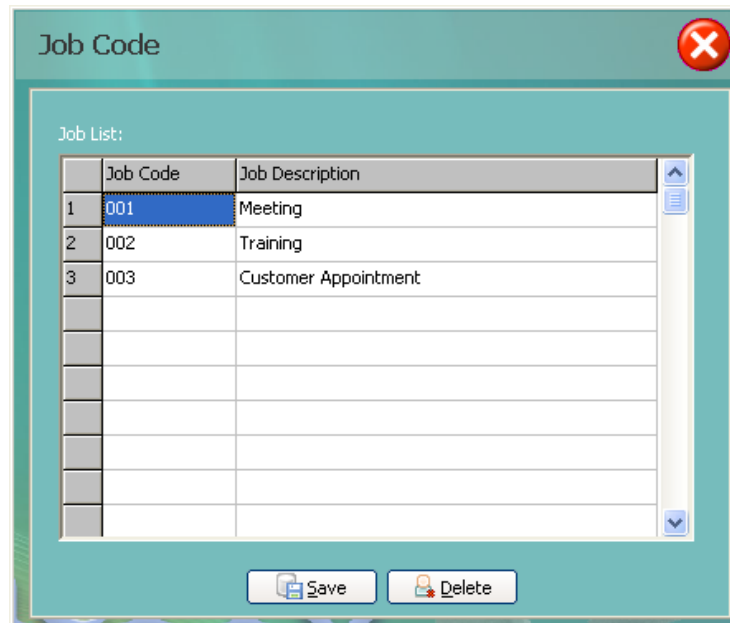 Job Code
Job List:
Job Code Job Description
1 001 Meeting
2 002 Training
3 003 Customer Appointment
Save Delete